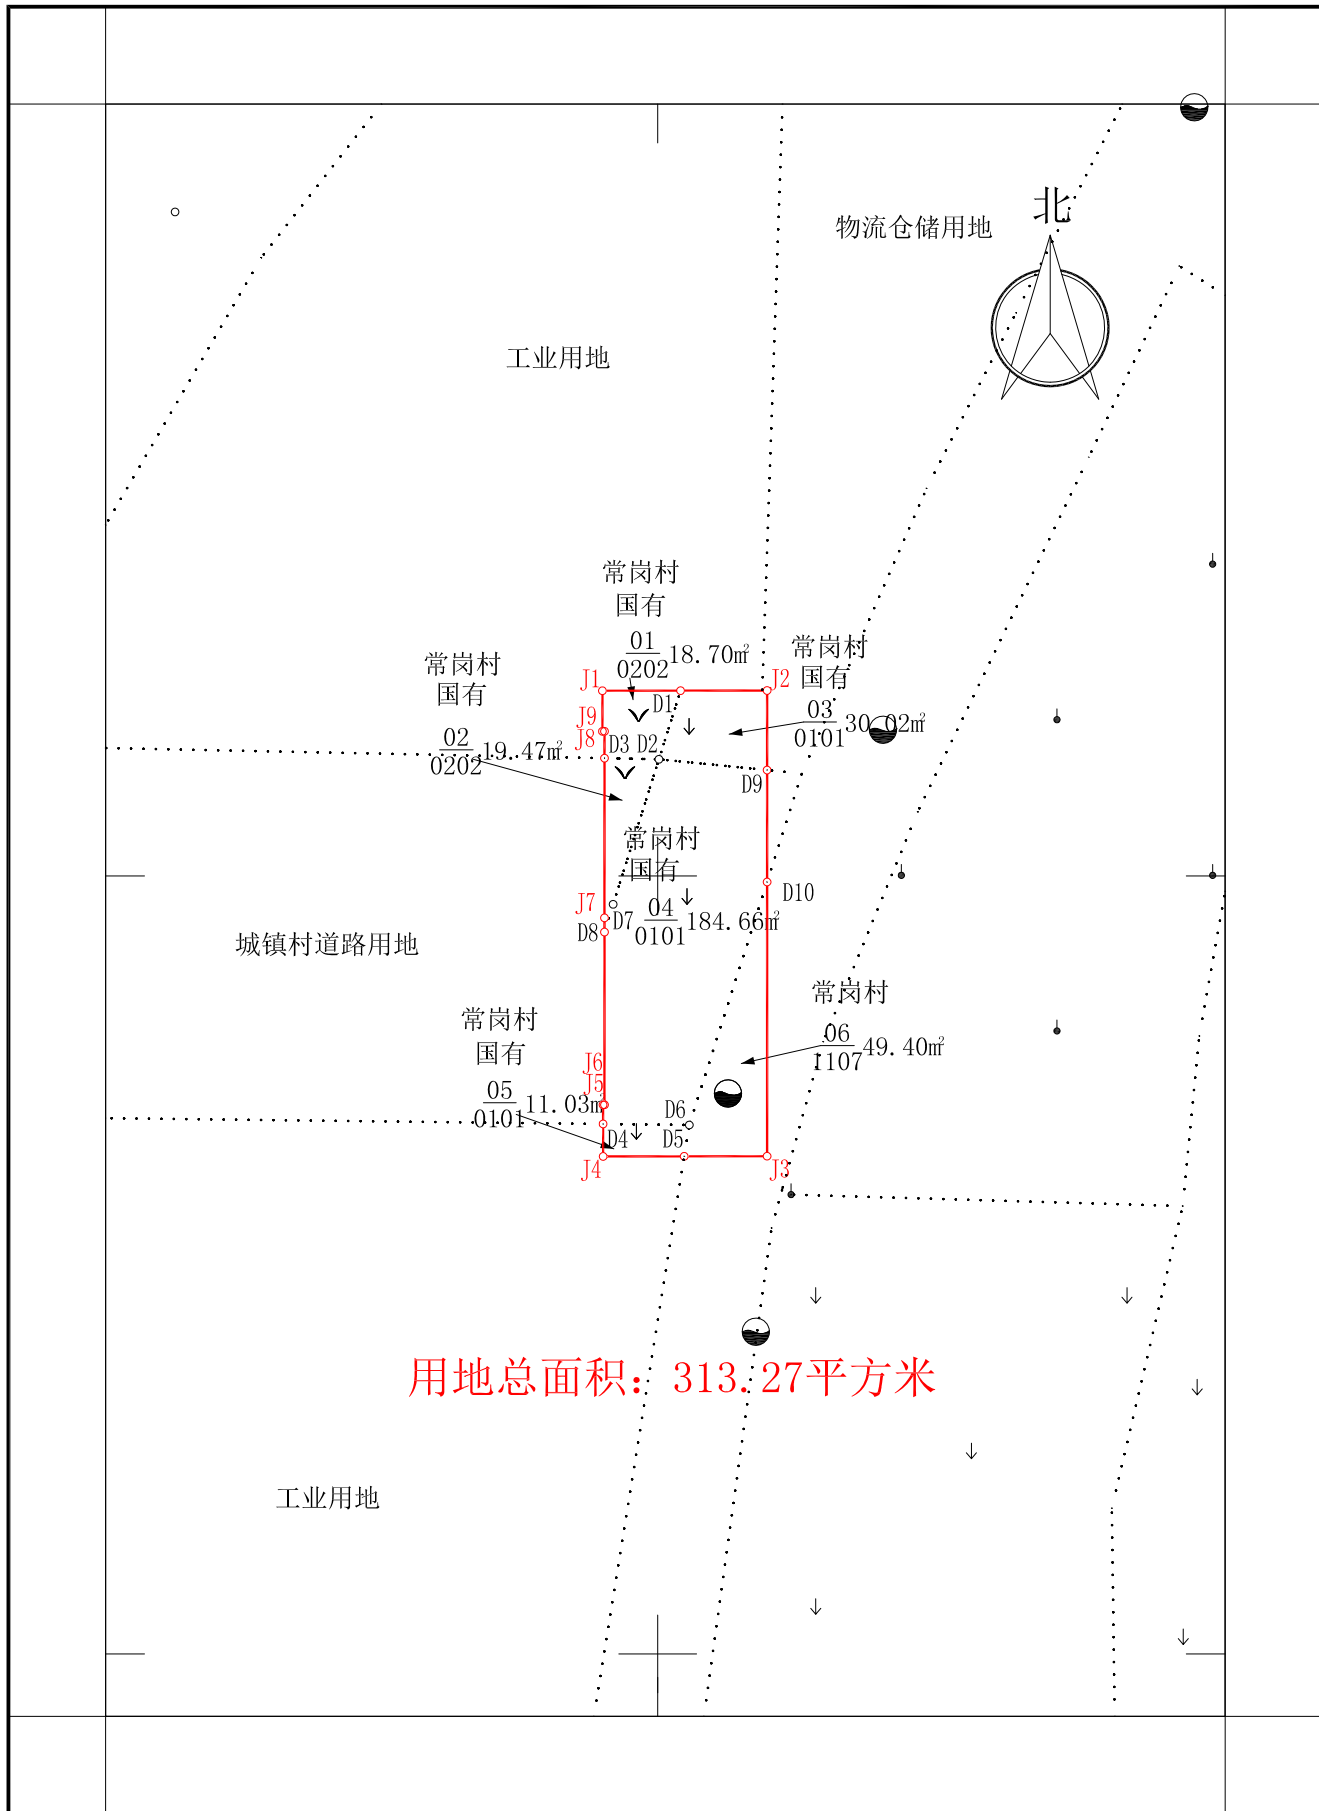 北
物流仓储用地
工业用地
常岗村
国有
01
0202
18.70㎡
常岗村
国有
02
0202
19.47㎡
常岗村
国有
03
0101
30.02㎡
J1
J2
D1
J9
J8
D3
D2
D9
常岗村
国有
04
0101
184.66㎡
J7
D7
D8
D10
城镇村道路用地
常岗村
06
1107
49.40㎡
常岗村
国有
05
0101
11.03㎡
J6
J5
D6
D4
D5
J4
J3
用地总面积：313.27平方米
工业用地